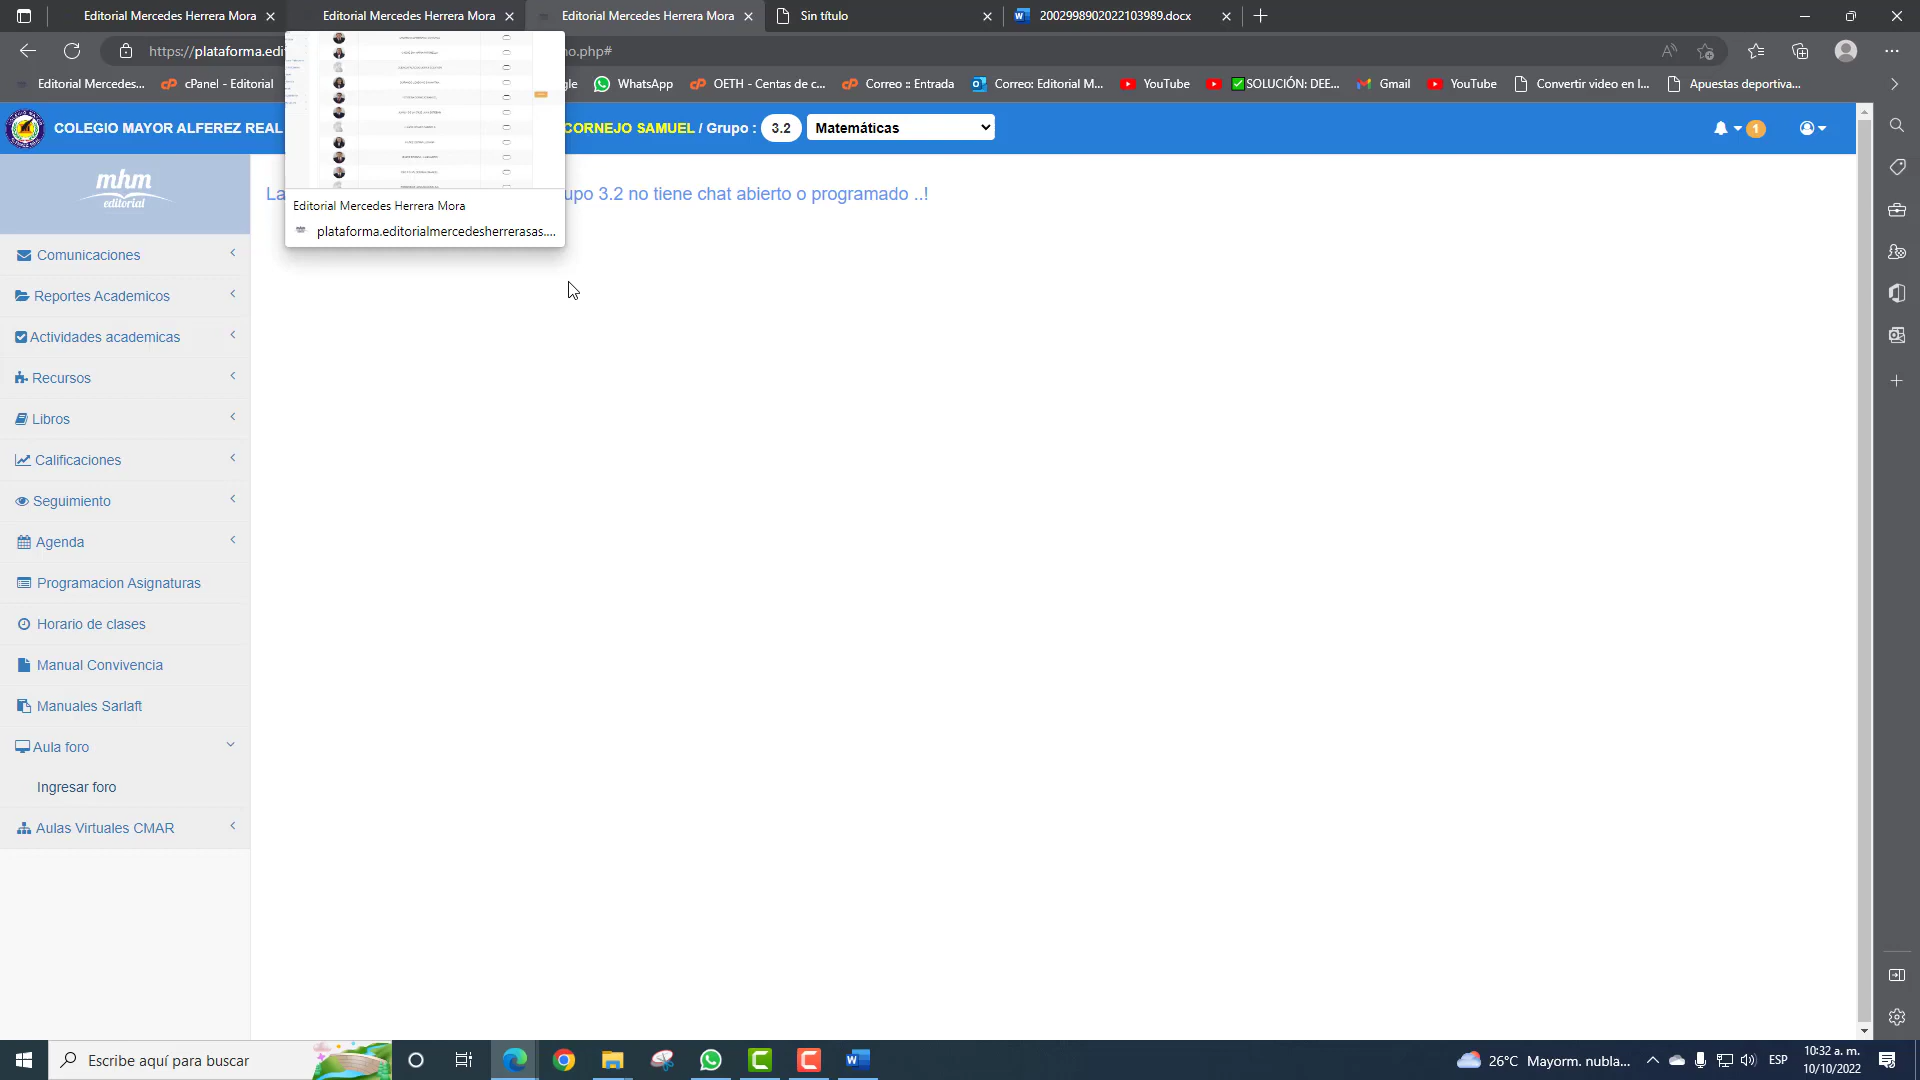 Editorial Mercedes Herrera Mora
Editorial Mercedes Herrera Mora
Editorial Mercedes Herrera Mora
Sin título
2002998902022103989.docx
https://plataforma.edi
no.php#
Editorial Mercedes...
cPanel - Editorial
gle
WhatsApp
OETH - Centas de c...
Correo :: Entrada
Correo: Editorial M...
YouTube
SOLUCIÓN: DEE...
Gmail
YouTube
Convertir video en l...
Apuestas deportiva...
COLEGIO MAYOR ALFEREZ REAL
CORNEJO SAMUEL / Grupo : 3.2 Matemáticas
1
mhm
editorial
La
upo 3.2 no tiene chat abierto o programado ..!
Editorial Mercedes Herrera Mora
plataforma.editorialmercedesherrerasas....
Comunicaciones
Reportes Academicos
Actividades academicas
Recursos
Libros
Calificaciones
Seguimiento
Agenda
Programacion Asignaturas
Horario de clases
Manual Convivencia
Manuales Sarlaft
Aula foro
Ingresar foro
Aulas Virtuales CMAR
Escribe aquí para buscar
26°C Mayorm. nubla...
ESP
10:32 a. m.
10/10/2022